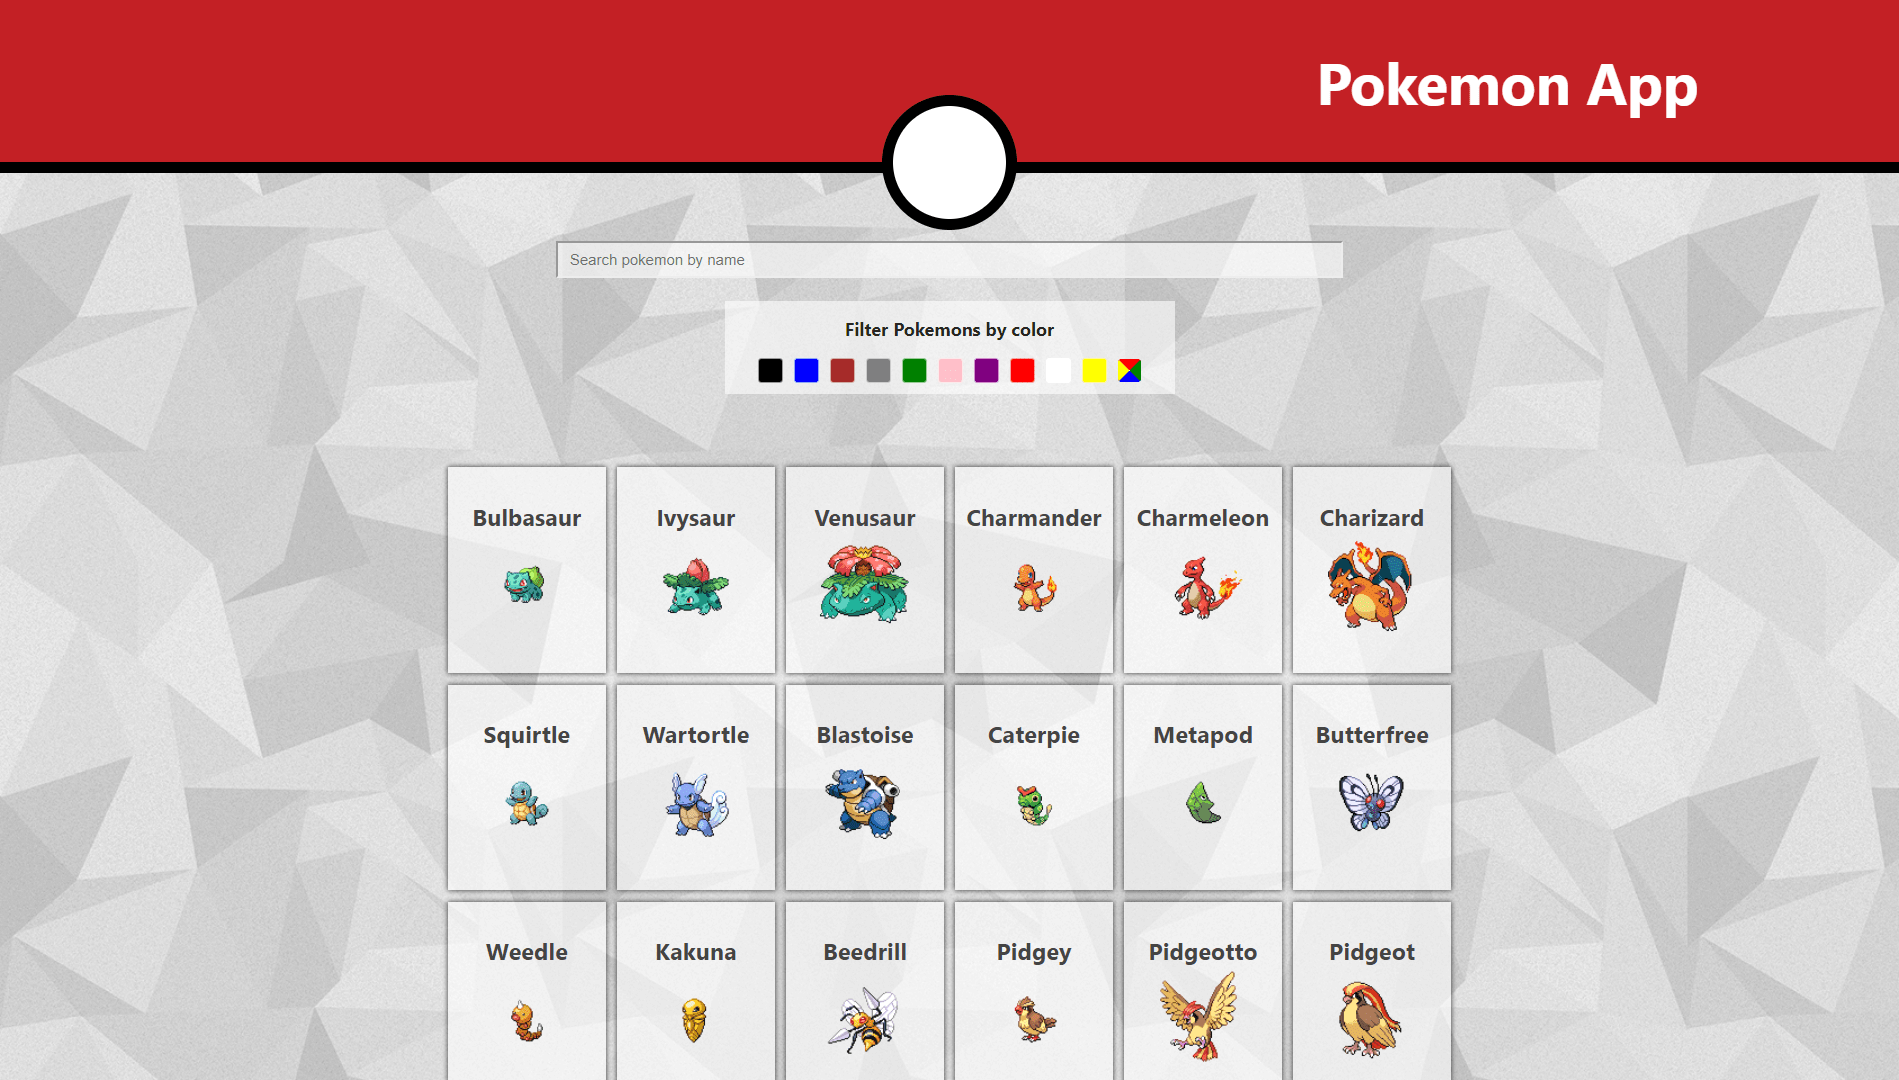 Pokemon App
Search pokemon by name
Filter Pokemons by color
Bulbasaur
Ivysaur
Venusaur
Charmander
Charmeleon
Charizard
Squirtle
Wartortle
Blastoise
Caterpie
Metapod
Butterfree
Weedle
Kakuna
Beedrill
Pidgey
Pidgeotto
Pidgeot